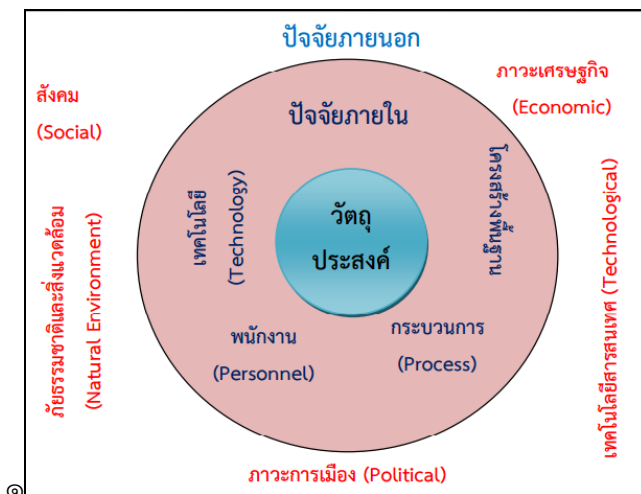 ปัจจัยภายนอก
ภาวะเศรษฐกิจ
(Economic)
สังคม
(Social)
ปัจจัยภายใน
โครงสร้างพื้นฐาน
เทคโนโลยี
(Technology)
วัตถุ
ประสงค์
เทคโนโลยีสารสนเทศ (Technological)
ภัยธรรมชาติและสิ่งแวดล้อม
(Natural Environment)
พนักงาน
(Personnel)
กระบวนการ
(Process)
ภาวะการเมือง (Political)
๑